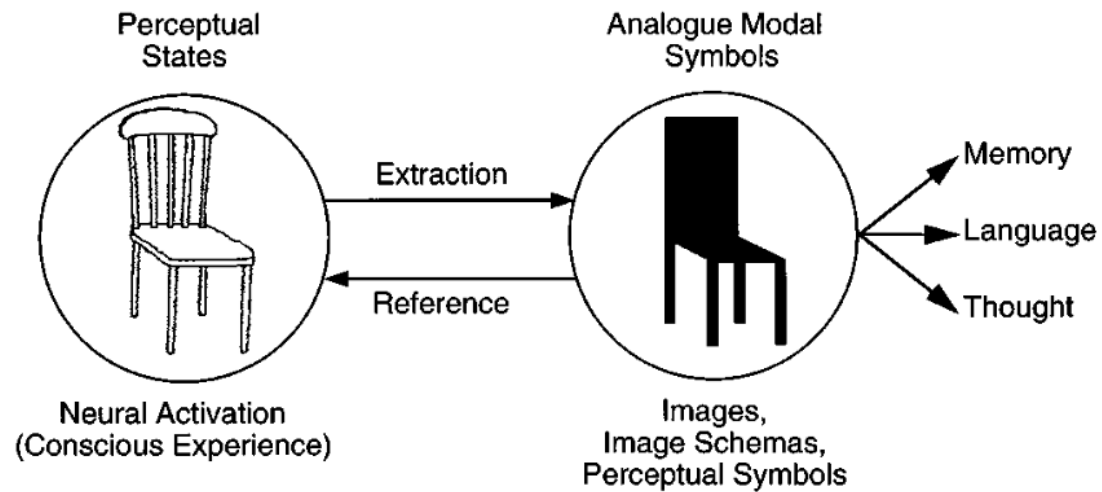 Perceptual
States
Analogue Modal
Symbols
Extraction
Reference
Memory
Language
Thought
Neural Activation
(Conscious Experience)
Images,
Image Schemas,
Perceptual Symbols